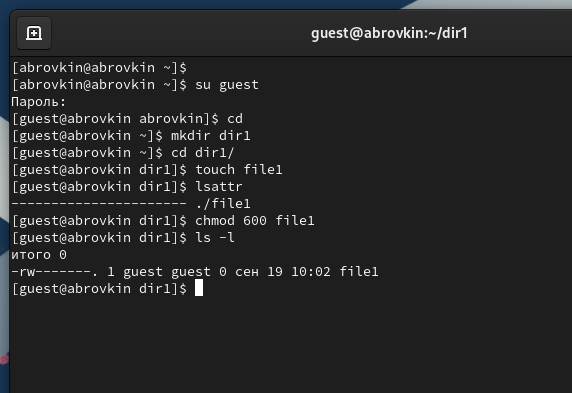 guest@abrovkin:~/dir1
[abrovkin@abrovkin ~]$
[abrovkin@abrovkin ~]$ su guest
Пароль:
[guest@abrovkin abrovkin]$ cd
[guest@abrovkin ~]$ mkdir dir1
[guest@abrovkin ~]$ cd dir1/
[guest@abrovkin dir1]$ touch file1
[guest@abrovkin dir1]$ lsattr
---------------------- ./file1
[guest@abrovkin dir1]$ chmod 600 file1
[guest@abrovkin dir1]$ ls -l
итого 0
-rw-------. 1 guest guest 0 сен 19 10:02 file1
[guest@abrovkin dir1]$